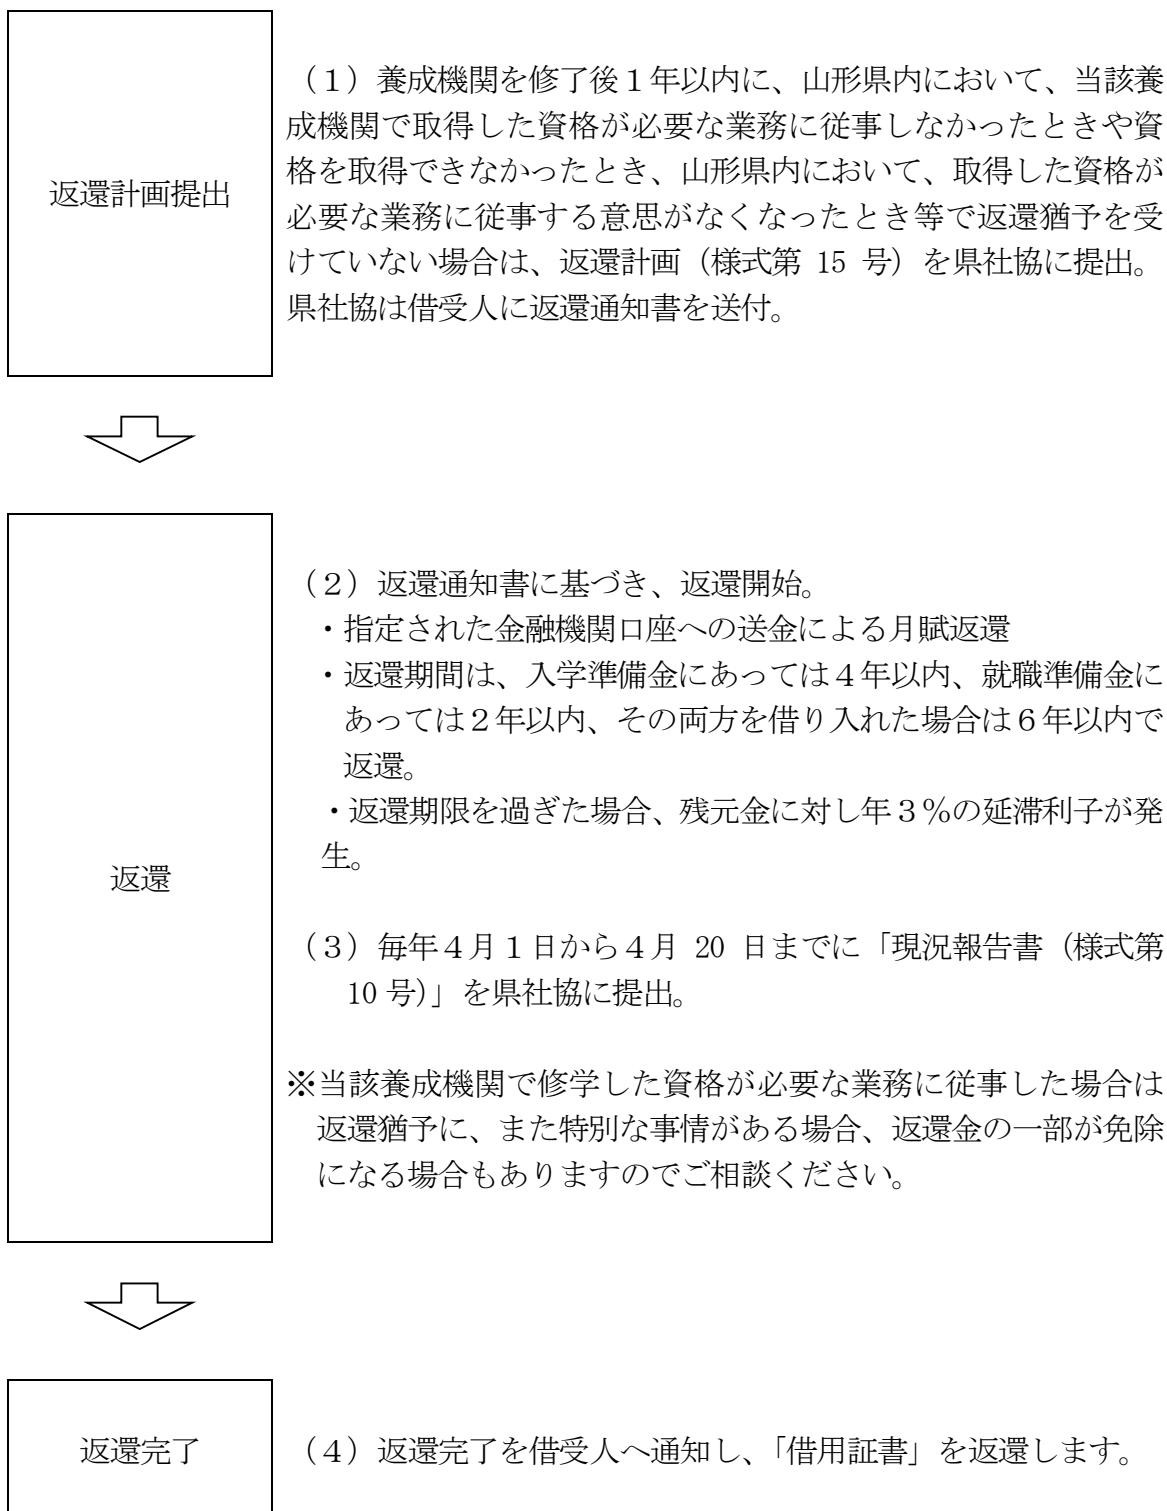 返還計画提出
（１）養成機関を修了後１年以内に、山形県内において、当該養
成機関で取得した資格が必要な業務に従事しなかったときや資
格を取得できなかったとき、山形県内において、取得した資格が
必要な業務に従事する意思がなくなったとき等で返還猶予を受
けていない場合は、返還計画（様式第 15 号）を県社協に提出。
県社協は借受人に返還通知書を送付。
返還
（２）返還通知書に基づき、返還開始。
・指定された金融機関口座への送金による月賦返還
・返還期間は、入学準備金にあっては４年以内、就職準備金に
あっては２年以内、その両方を借り入れた場合は６年以内で
返還。
・返還期限を過ぎた場合、残元金に対し年３％の延滞利子が発
生。
（３）毎年４月１日から４月 20 日までに「現況報告書（様式第
10 号）」を県社協に提出。
※当該養成機関で修学した資格が必要な業務に従事した場合は
返還猶予に、また特別な事情がある場合、返還金の一部が免除
になる場合もありますのでご相談ください。
返還完了
（４）返還完了を借受人へ通知し、「借用証書」を返還します。